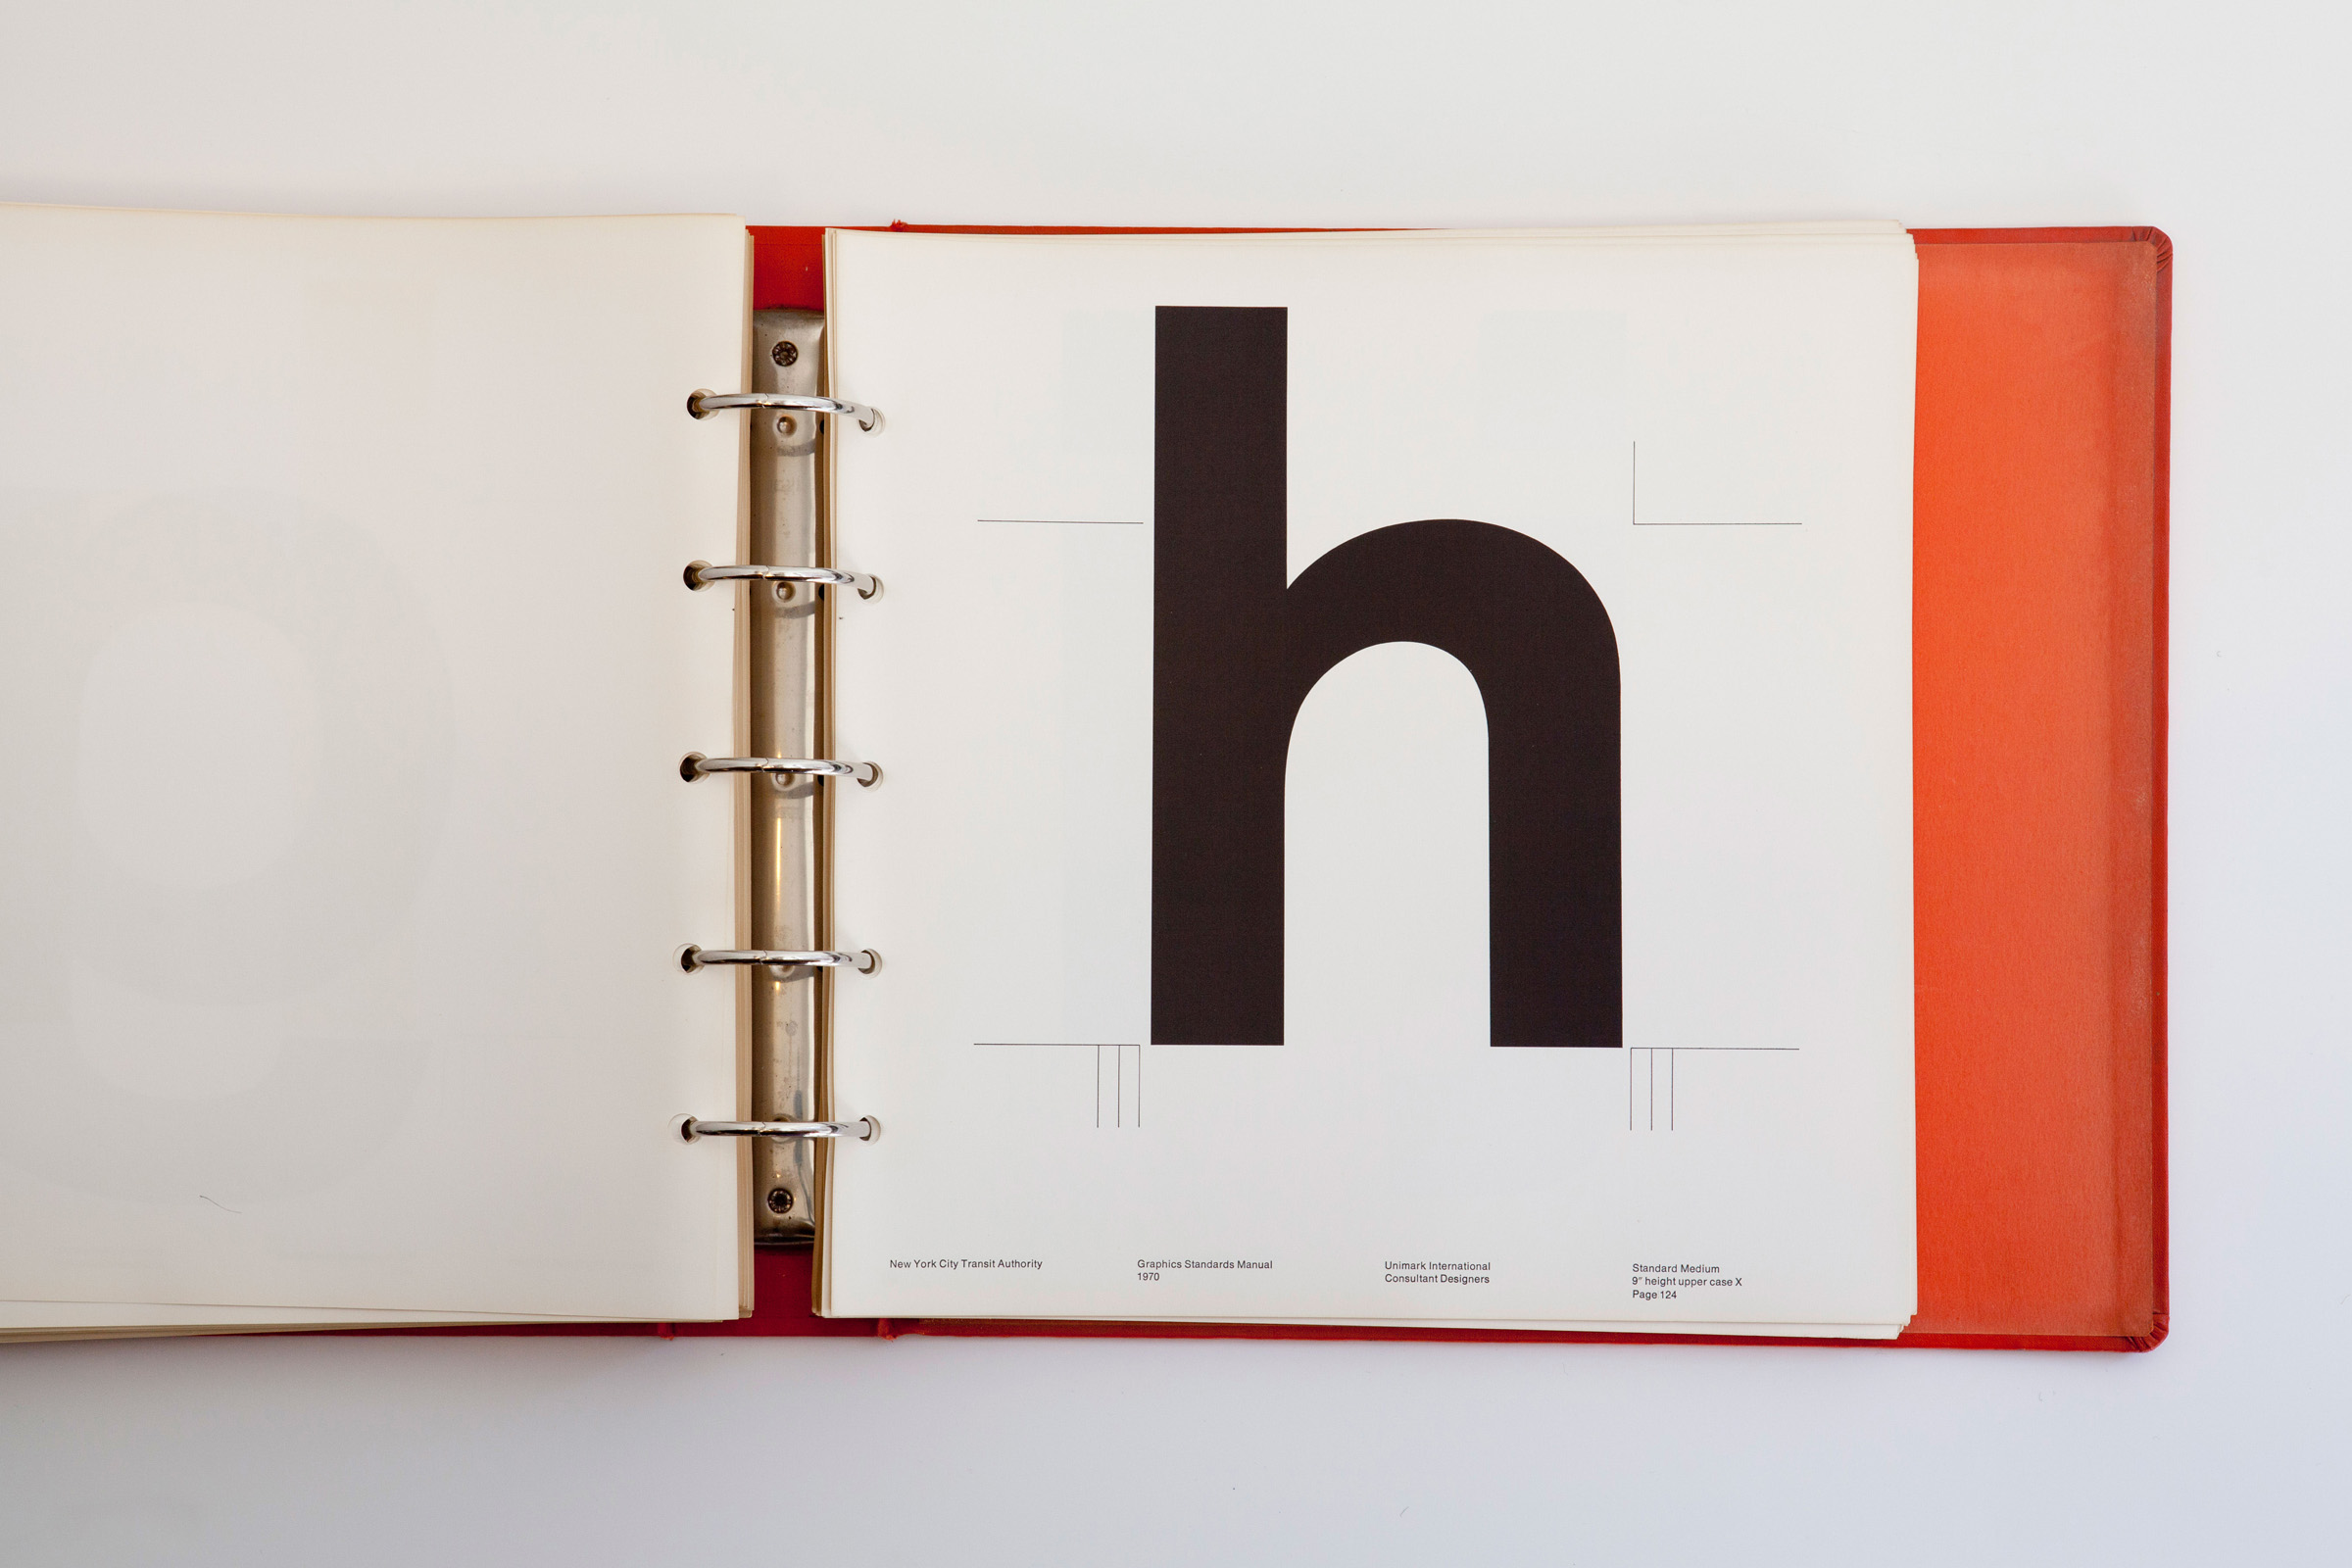 h
New York City Transit Authority
Graphics Standards Manual
1970
Unimark International
Consultant Designers
Standard Medium
9″ height upper case X
Page 124